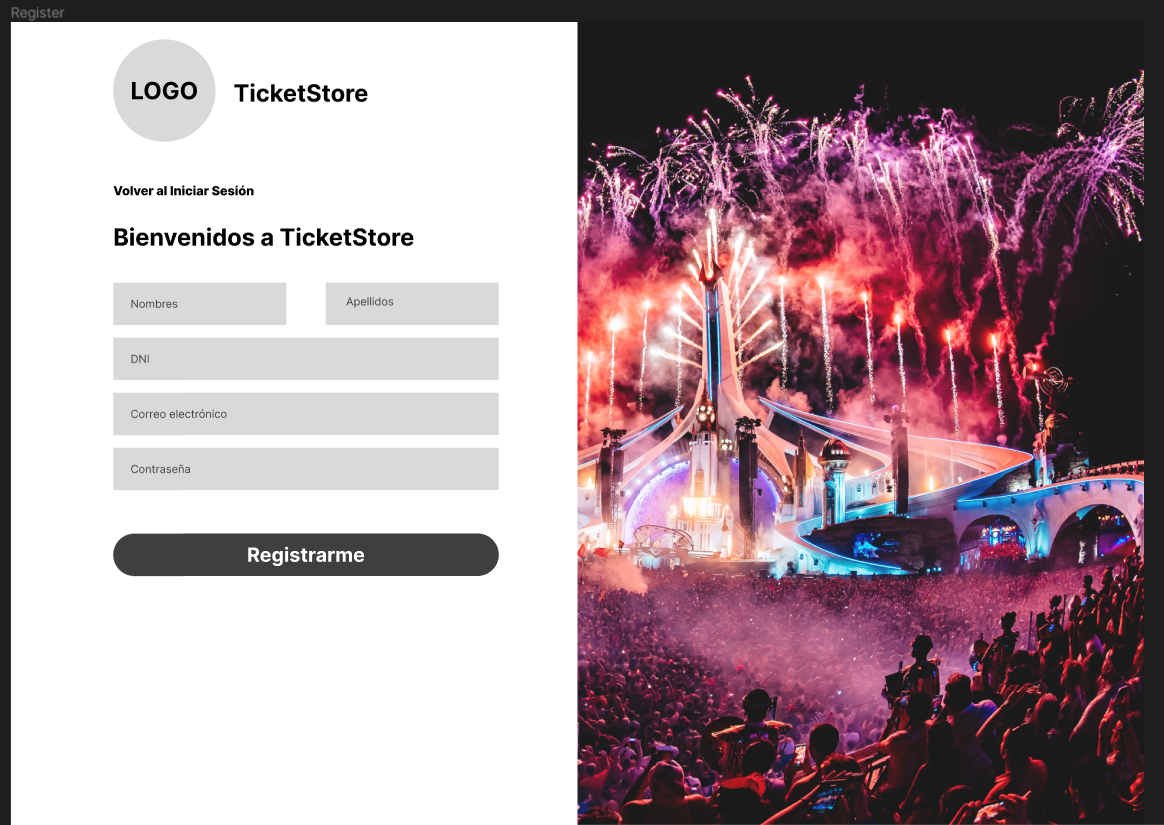 Register
LOGO
TicketStore
Volver al Iniciar Sesión
Bienvenidos a TicketStore
Nombres
Apellidos
DNI
Correo electrónico
Contraseña
Registrarme